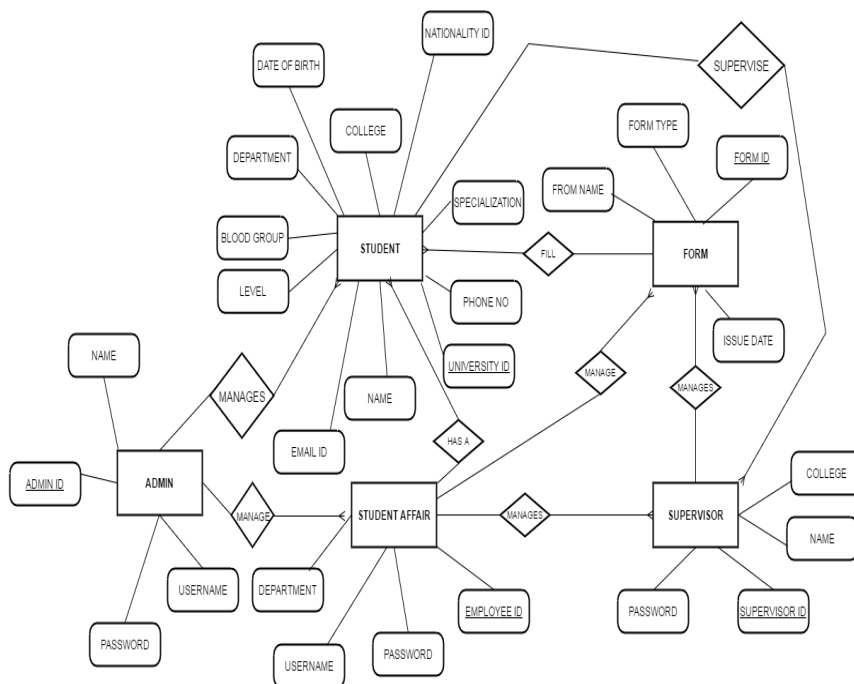 NATIONALITY ID
DATE OF BIRTH
SUPERVISE
COLLEGE
FORM TYPE
FORM ID
DEPARTMENT
FROM NAME
SPECIALIZATION
BLOOD GROUP
STUDENT
FILL
FORM
LEVEL
PHONE NO
ISSUE DATE
NAME
UNIVERSITY ID
MANAGE
MANAGES
MANAGES
NAME
HAS A
EMAIL ID
COLLEGE
ADMIN ID
ADMIN
MANAGE
STUDENT AFFAIR
MANAGES
SUPERVISOR
NAME
USERNAME
DEPARTMENT
EMPLOYEE ID
PASSWORD
SUPERVISOR ID
PASSWORD
USERNAME
PASSWORD